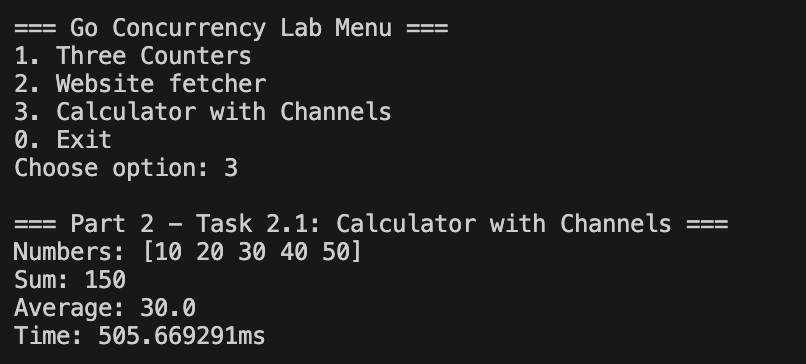 === Go Concurrency Lab Menu ===
1. Three Counters
2. Website fetcher
3. Calculator with Channels
0. Exit
Choose option: 3
=== Part 2 - Task 2.1: Calculator with Channels ===
Numbers: [10 20 30 40 50]
Sum: 150
Average: 30.0
Time: 505.669291ms